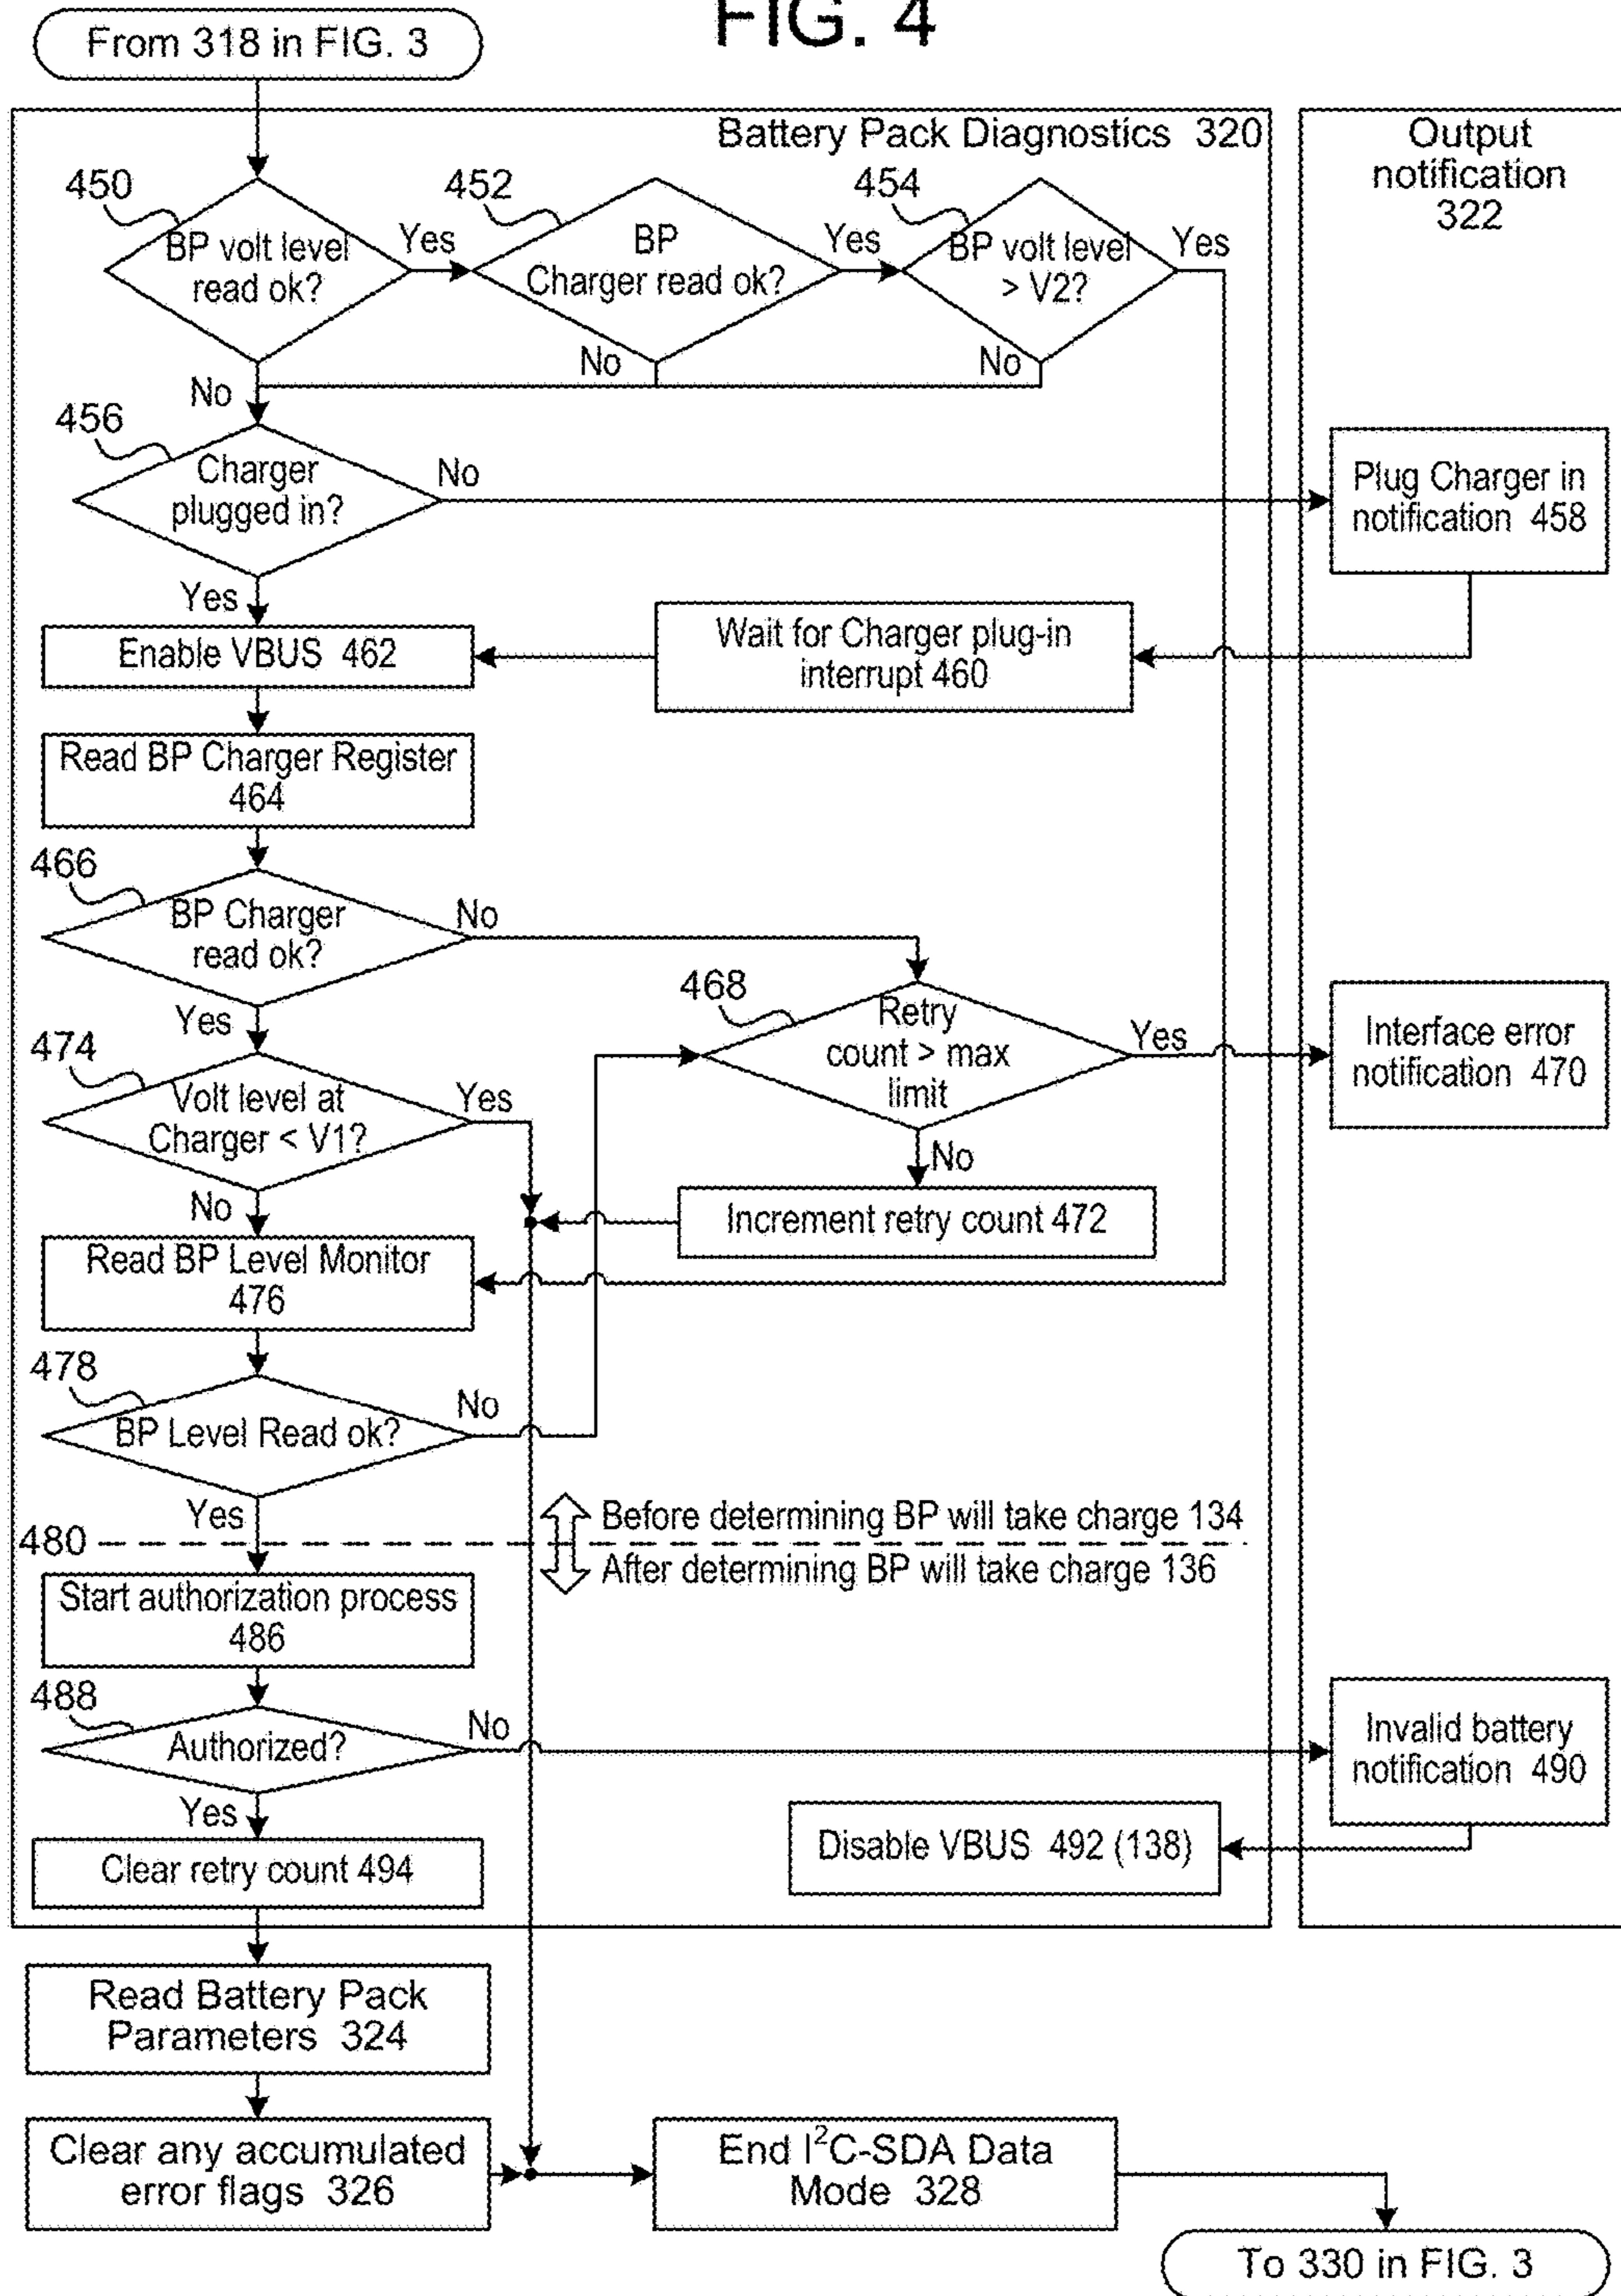 FIG. 4
From 318 in FIG. 3
Battery Pack Diagnostics 320
Output
notification
322
450
BP volt level
read ok?
Yes
452
BP
Charger read ok?
Yes
454
BP volt level
> V2?
Yes
No
No
No
456
Charger
plugged in?
No
Plug Charger in
notification 458
Yes
Enable VBUS 462
Wait for Charger plug-in
interrupt 460
Read BP Charger Register
464
466
BP Charger
read ok?
No
468
Retry
count > max
limit
Yes
Interface error
notification 470
Yes
474
Volt level at
Charger < V1?
Yes
No
No
Increment retry count 472
Read BP Level Monitor
476
478
BP Level Read ok?
No
Yes
480
Before determining BP will take charge 134
After determining BP will take charge 136
Start authorization process
486
488
Authorized?
No
Invalid battery
notification 490
Yes
Disable VBUS 492 (138)
Clear retry count 494
Read Battery Pack
Parameters 324
Clear any accumulated
error flags 326
End I²C-SDA Data
Mode 328
To 330 in FIG. 3